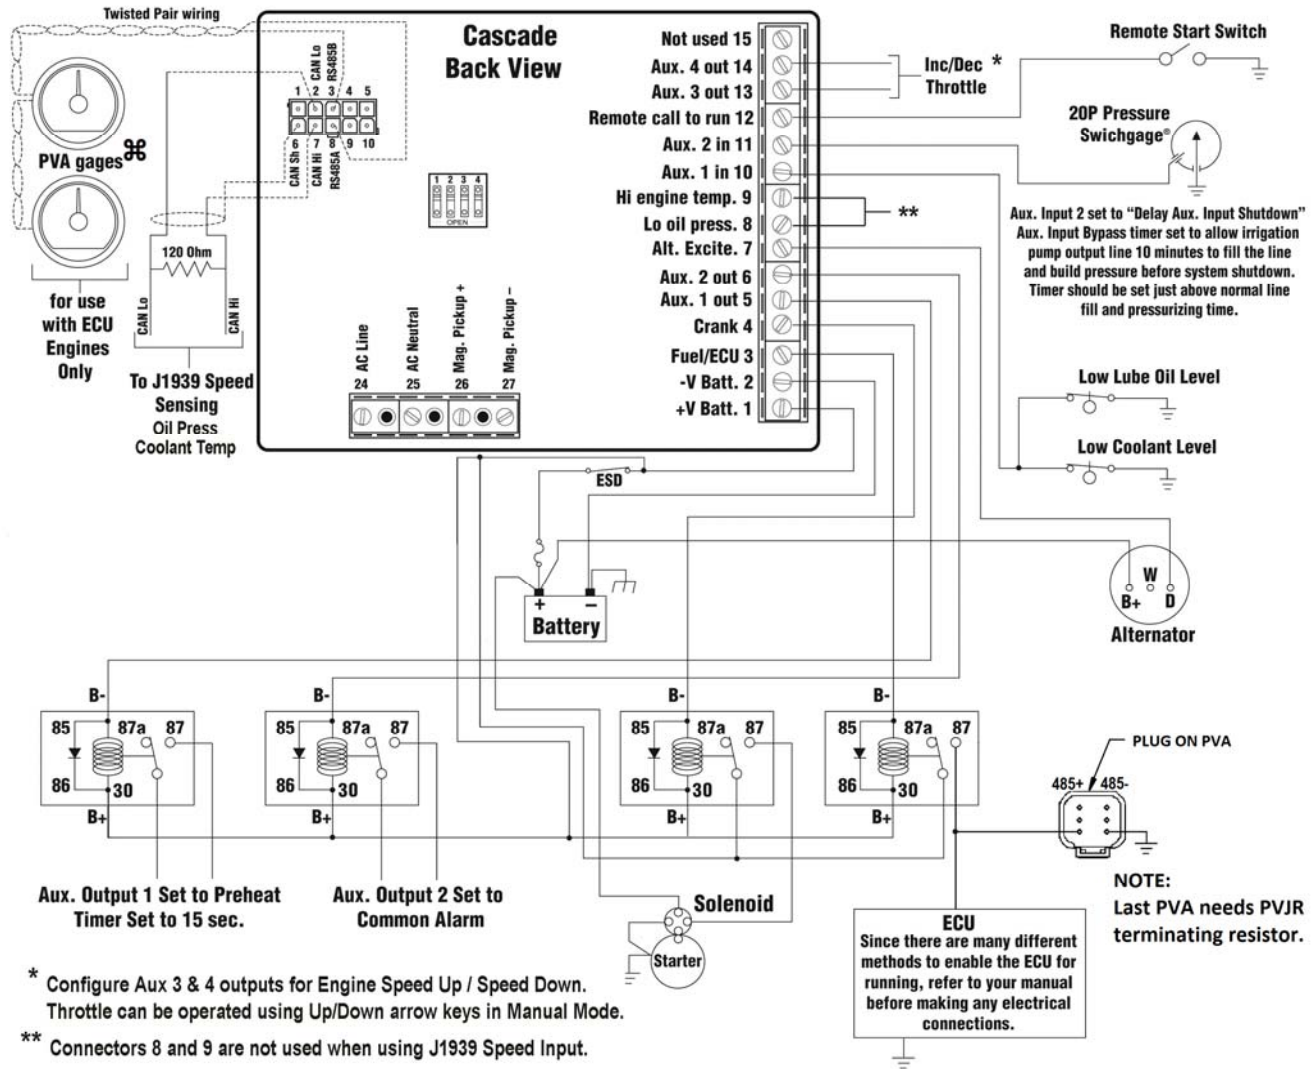 Twisted Pair wiring
Cascade
Back View
CAN Lo
RS485B
1 2 3 4 5
6 7 8 9 10
CAN Sh
CAN Hi
RS485A
PVA gages⌘
for use
with ECU
Engines
Only
120 Ohm
CAN Lo
CAN Hi
To J1939 Speed
Sensing
Oil Press
Coolant Temp
1 2 3 4
OPEN
AC Line
AC Neutral
Mag. Pickup +
Mag. Pickup –
24 25 26 27
Not used 15
Aux. 4 out 14
Aux. 3 out 13
Remote call to run 12
Aux. 2 in 11
Aux. 1 in 10
Hi engine temp. 9
Lo oil press. 8
Alt. Excite. 7
Aux. 2 out 6
Aux. 1 out 5
Crank 4
Fuel/ECU 3
-V Batt. 2
+V Batt. 1
Inc/Dec *
Throttle
**
Remote Start Switch
20P Pressure
Swichgage®
Aux. Input 2 set to “Delay Aux. Input Shutdown”
Aux. Input Bypass timer set to allow irrigation
pump output line 10 minutes to fill the line
and build pressure before system shutdown.
Timer should be set just above normal line
fill and pressurizing time.
Low Lube Oil Level
Low Coolant Level
ESD
+ –
Battery
W
B+ D
Alternator
B-
85 87a 87
86 30
B+
B-
85 87a 87
86 30
B+
B-
85 87a 87
86 30
B+
B-
85 87a 87
86 30
B+
PLUG ON PVA
485+ 485-
NOTE:
Last PVA needs PVJR
terminating resistor.
Aux. Output 1 Set to Preheat
Timer Set to 15 sec.
Aux. Output 2 Set to
Common Alarm
Solenoid
Starter
ECU
Since there are many different
methods to enable the ECU for
running, refer to your manual
before making any electrical
connections.
* Configure Aux 3 & 4 outputs for Engine Speed Up / Speed Down.
Throttle can be operated using Up/Down arrow keys in Manual Mode.
** Connectors 8 and 9 are not used when using J1939 Speed Input.